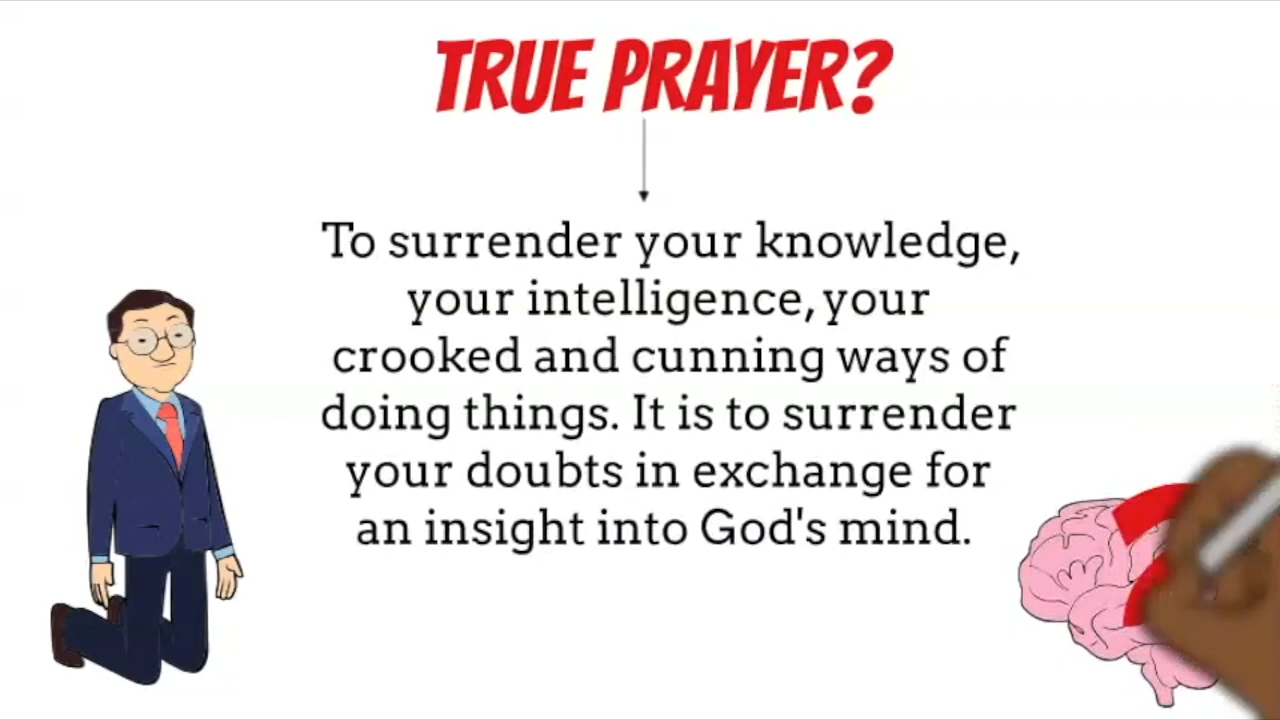 TRUE PRAYER?
To surrender your knowledge,
your intelligence, your
crooked and cunning ways of
doing things. It is to surrender
your doubts in exchange for
an insight into God's mind.